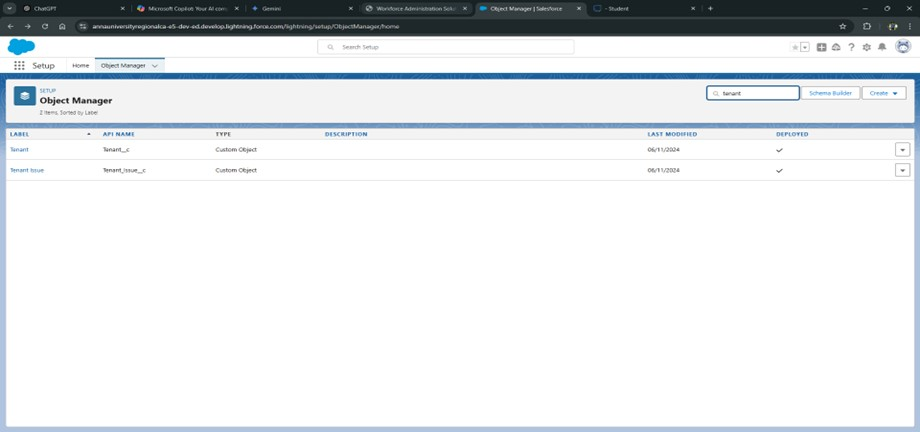 ChatGPT
Microsoft Copilot: Your AI com
Gemini
Workforce Administration Solu
Object Manager | Salesforce
- Student
annauniversityregionalca-e5-dev-ed.develop.lightning.force.com/lightning/setup/ObjectManager/home
Search Setup
Setup
Home
Object Manager
SETUP
Object Manager
2 Items, Sorted by Label
tenant
Schema Builder
Create
LABEL API NAME TYPE DESCRIPTION LAST MODIFIED DEPLOYED
Tenant Tenant__c Custom Object 06/11/2024
Tenant Issue Tenant_Issue__c Custom Object 06/11/2024